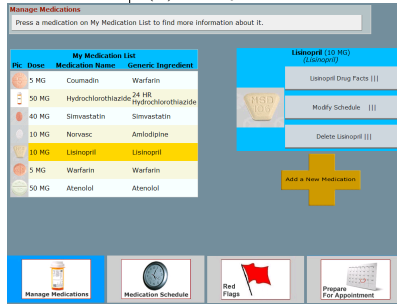 Manage Medications
Press a medication on My Medication List to find more information about it.
My Medication List
Pic Dose Medication Name Generic Ingredient
5 MG Coumadin Warfarin
50 MG Hydrochlorothiazide 24 HR Hydrochlorothiazide
40 MG Simvastatin Simvastatin
10 MG Norvasc Amlodipine
10 MG Lisinopril Lisinopril
5 MG Warfarin Warfarin
50 MG Atenolol Atenolol
Lisinopril (10 MG)
(Lisinopril)
Lisinopril Drug Facts |||
Modify Schedule |||
Delete Lisinopril |||
Add a New Medication
Manage Medications
Medication Schedule
Red
Flags
Prepare
For Appointment